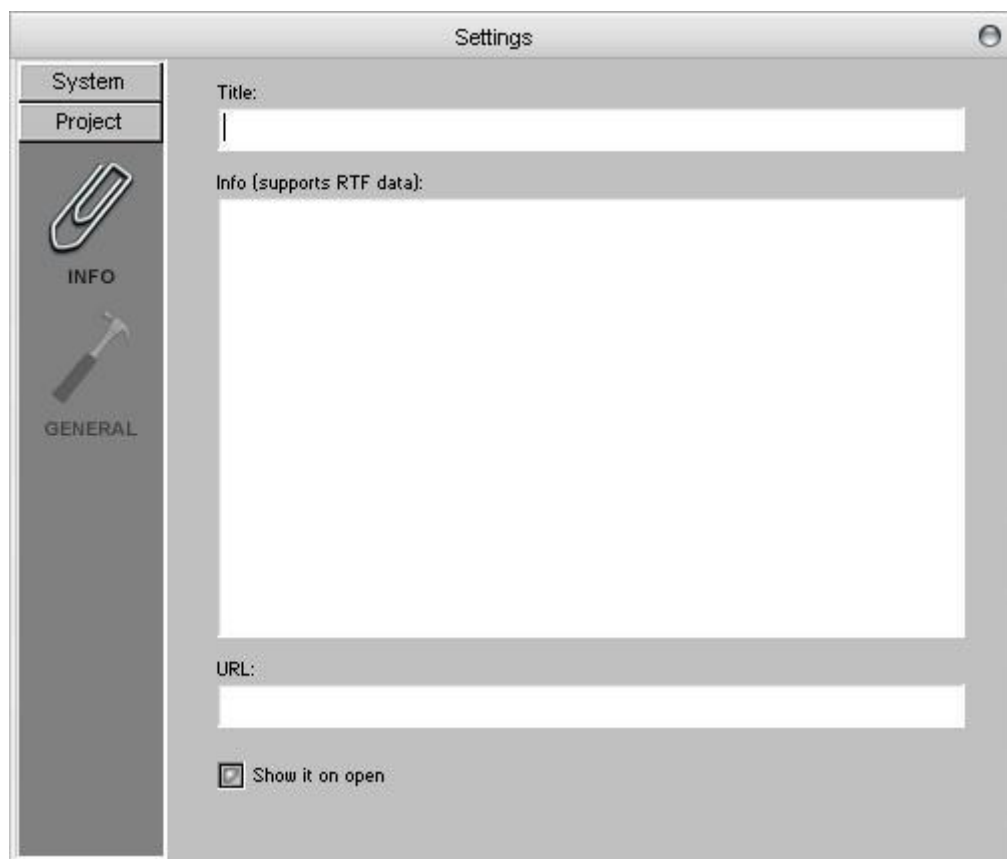 Settings
System
Project
INFO
GENERAL
Title:
Info (supports RTF data):
URL:
Show it on open